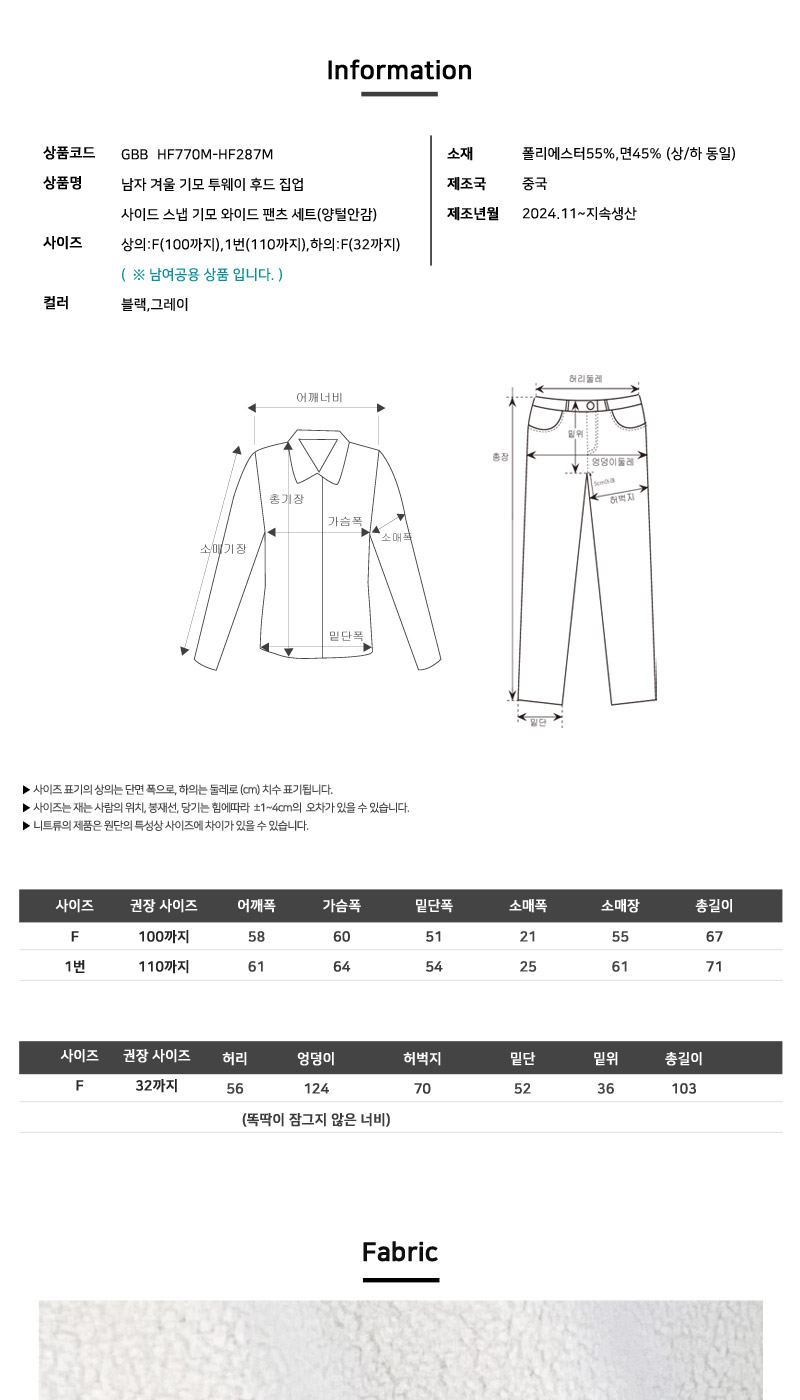 Information
상품코드 GBB HF770M-HF287M
상품명 남자 겨울 기모 투웨이 후드 집업
사이드 스냅 기모 와이드 팬츠 세트(양털안감)
사이즈 상의:F(100까지),1번(110까지),하의:F(32까지)
( ※ 남여공용 상품 입니다. )
컬러 블랙,그레이
소재 폴리에스터55%,면45% (상/하 동일)
제조국 중국
제조년월 2024.11~지속생산
어깨너비
총기장
가슴폭
소매폭
소매기장
밑단폭
허리둘레
밑위
총장
엉덩이둘레
허벅지
밑단
▶ 사이즈 표기의 상의는 단면 폭으로, 하의는 둘레로 (cm) 치수 표기됩니다.
▶ 사이즈는 재는 사람의 위치, 봉재선, 당기는 힘에따라 ±1~4cm의 오차가 있을 수 있습니다.
▶ 니트류의 제품은 원단의 특성상 사이즈에 차이가 있을 수 있습니다.
사이즈 권장 사이즈 어깨폭 가슴폭 밑단폭 소매폭 소매장 총길이
F 100까지 58 60 51 21 55 67
1번 110까지 61 64 54 25 61 71
사이즈 권장 사이즈 허리 엉덩이 허벅지 밑단 밑위 총길이
F 32까지 56 124 70 52 36 103
(똑딱이 잠그지 않은 너비)
Fabric